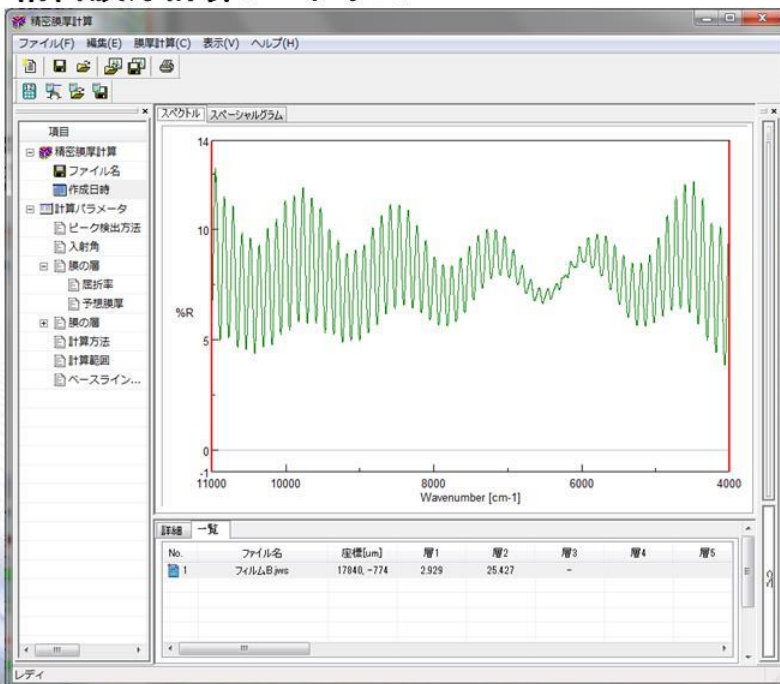 精密膜厚計算
ファイル(F) 編集(E) 膜厚計算(C) 表示(V) ヘルプ(H)
項目
精密膜厚計算
ファイル名
作成日時
計算パラメータ
ピーク検出方法
入射角
膜の層
屈折率
予想膜厚
膜の層
計算方法
計算範囲
ベースライン...
スペクトル スペーシャルグラム
14
10
%R
5
0
-1
11000 10000 8000 6000 4000
Wavenumber [cm-1]
詳細 一覧
No. ファイル名 座標[um] 層1 層2 層3 層4 層5
1 フィルムB.jws 17840, -774 2.929 25.427 -
レディ